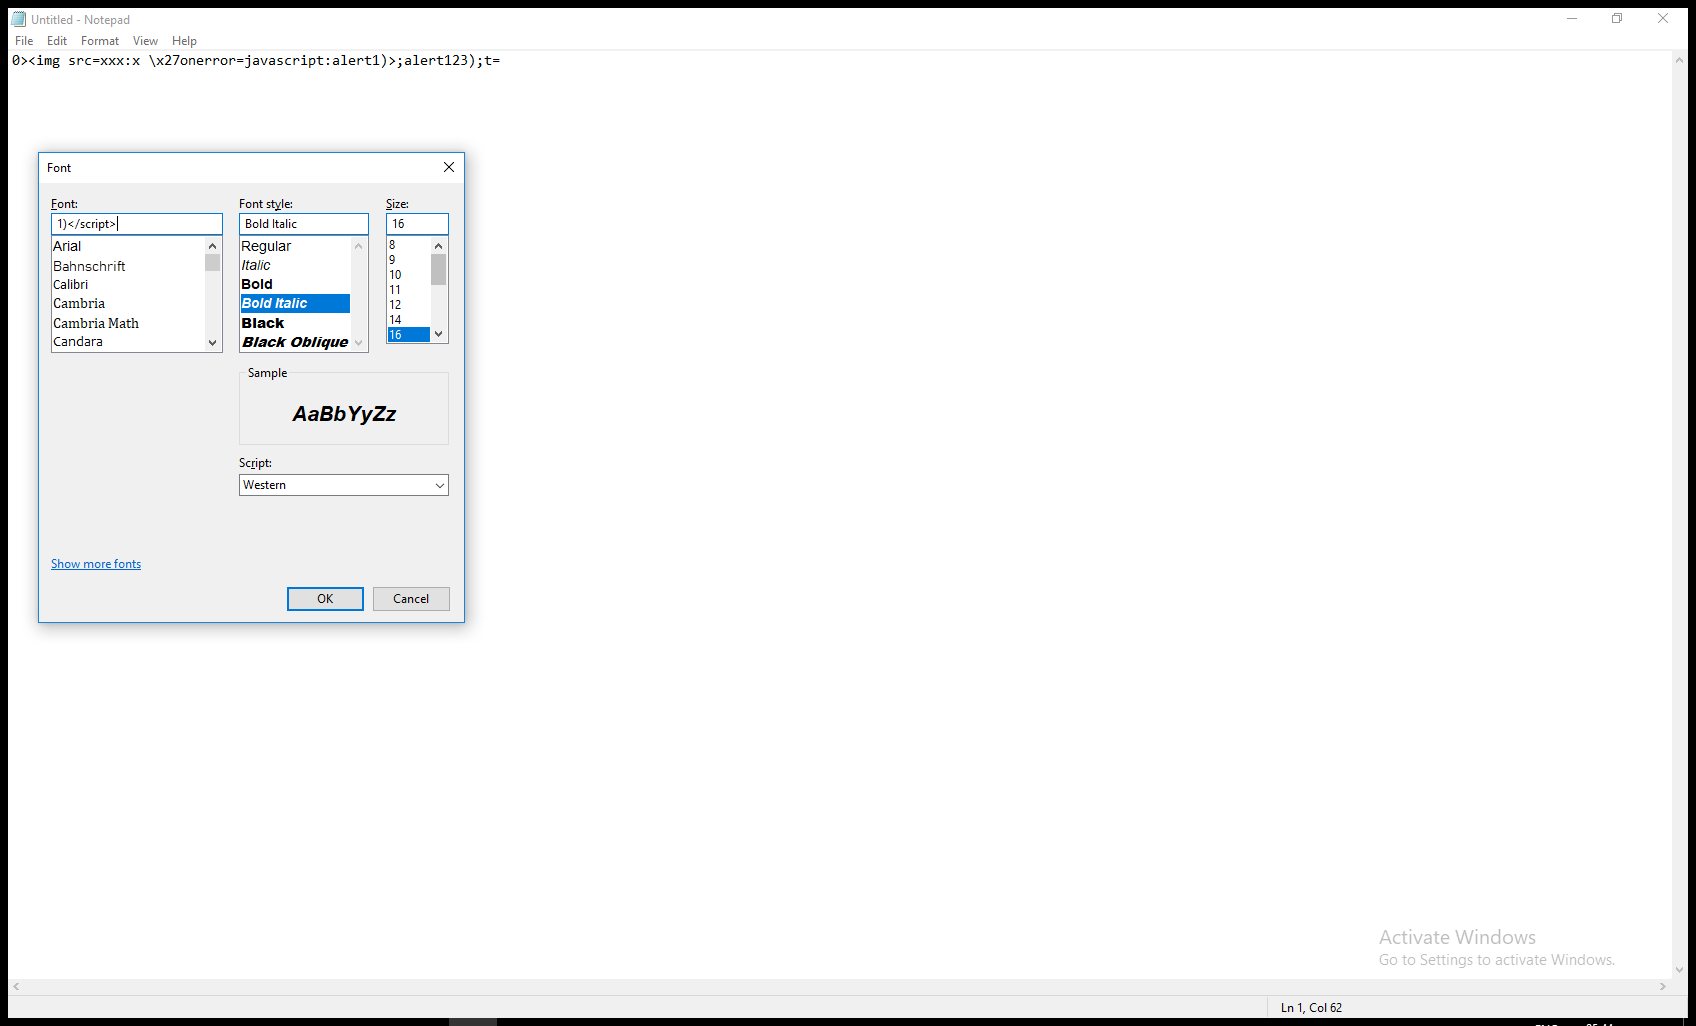 Untitled - Notepad
File Edit Format View Help
0><img src=xxx:x \x27onerror=javascript:alert1)>;alert123);t=
Font
Font: Font style: Size:
1)</script> Bold Italic 16
Arial
Bahnschrift
Calibri
Cambria
Cambria Math
Candara
Regular
Italic
Bold
Bold Italic
Black
Black Oblique
8
9
10
11
12
14
16
Sample
AaBbYyZz
Script:
Western
Show more fonts
OK Cancel
Activate Windows
Go to Settings to activate Windows.
Ln 1, Col 62